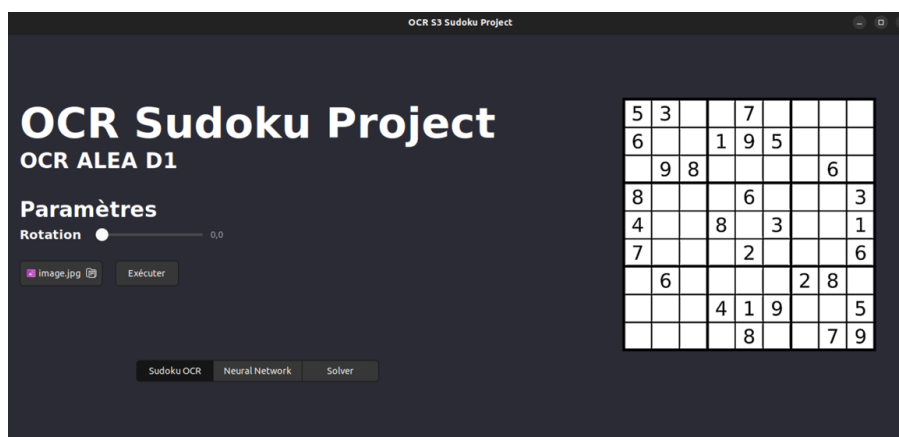 OCR S3 Sudoku Project
OCR Sudoku Project
OCR ALEA D1
Paramètres
Rotation 0,0
image.jpg Exécuter
Sudoku OCR Neural Network Solver
5 3 7
6 1 9 5
9 8 6
8 6 3
4 8 3 1
7 2 6
6 2 8
4 1 9 5
8 7 9